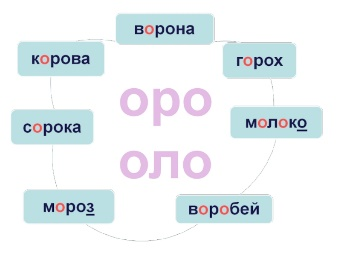 ворона
корова
горох
оро
сорока
молоко
оло
мороз
воробей